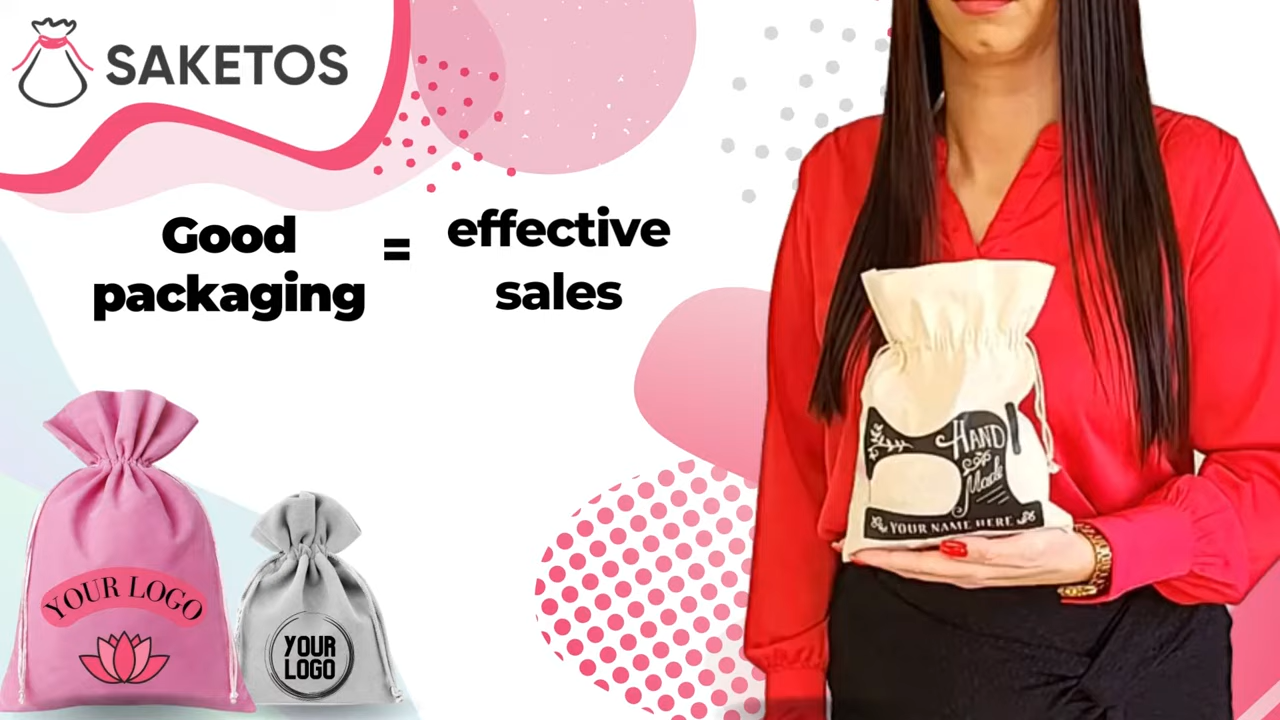 SAKETOS
Good
packaging
=
effective
sales
HAND
Made
YOUR NAME HERE
YOUR LOGO
YOUR
LOGO